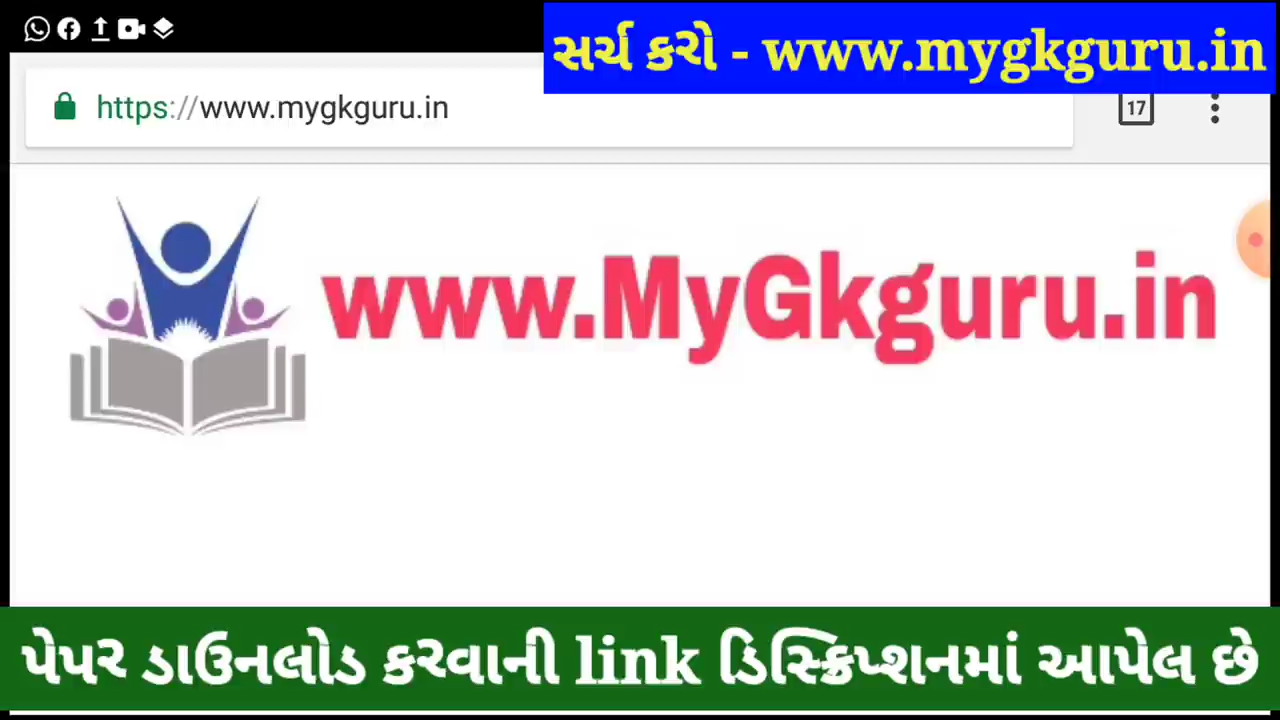 સર્ચ કરો - www.mygkguru.in
https://www.mygkguru.in
17
www.MyGkguru.in
પેપર ડાઉનલોડ કરવાની link ડિસ્ક્રિપ્શનમાં આપેલ છે